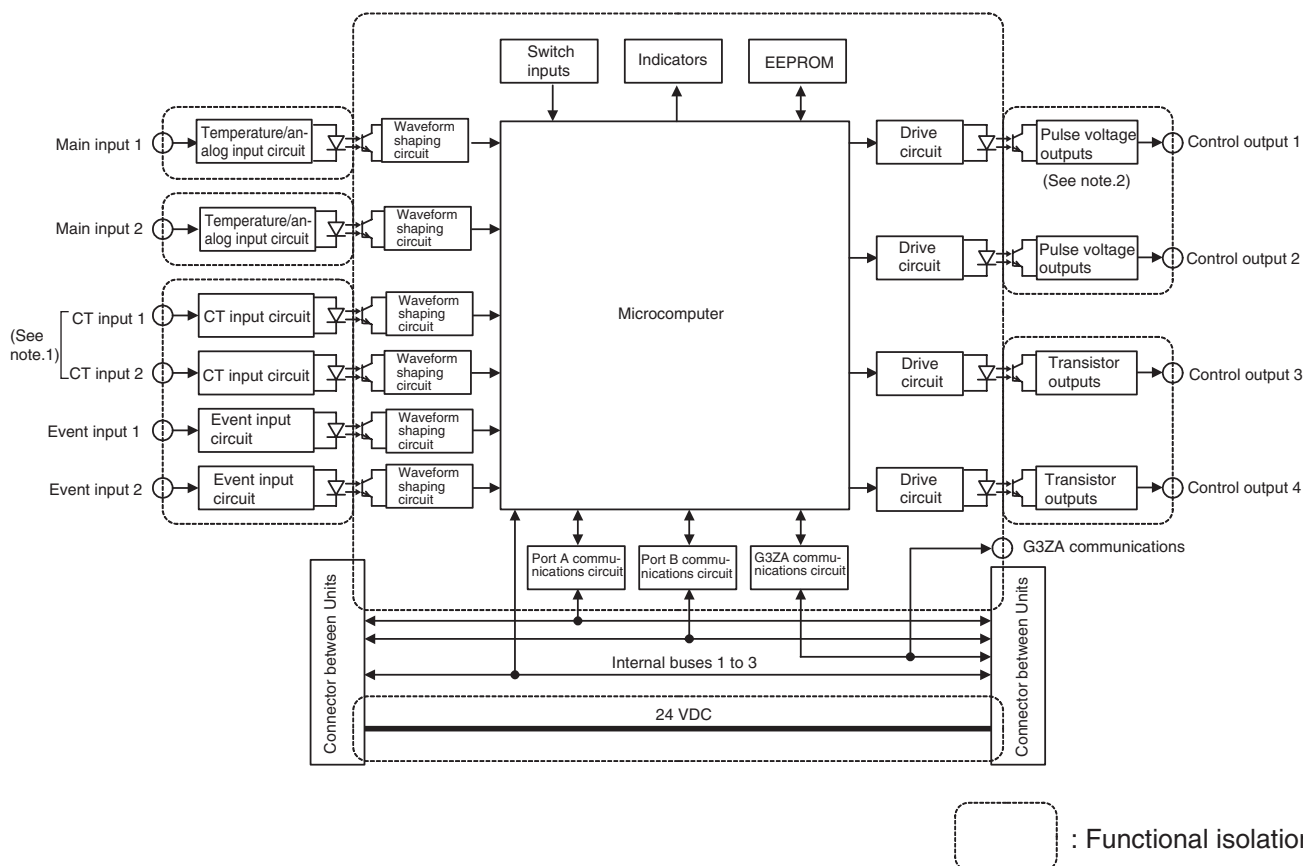 Switch
inputs
Indicators
EEPROM
Main input 1
Temperature/an-
alog input circuit
Waveform
shaping
circuit
Drive
circuit
Pulse voltage
outputs
Control output 1
(See note.2)
Main input 2
Temperature/an-
alog input circuit
Waveform
shaping
circuit
Drive
circuit
Pulse voltage
outputs
Control output 2
Microcomputer
(See
note.1)
CT input 1
CT input circuit
Waveform
shaping
circuit
CT input 2
CT input circuit
Waveform
shaping
circuit
Drive
circuit
Transistor
outputs
Control output 3
Event input 1
Event input
circuit
Waveform
shaping
circuit
Event input 2
Event input
circuit
Waveform
shaping
circuit
Drive
circuit
Transistor
outputs
Control output 4
Port A commu-
nications circuit
Port B commu-
nications circuit
G3ZA commu-
nications circuit
G3ZA communications
Connector between Units
Internal buses 1 to 3
24 VDC
Connector between Units
: Functional isolation